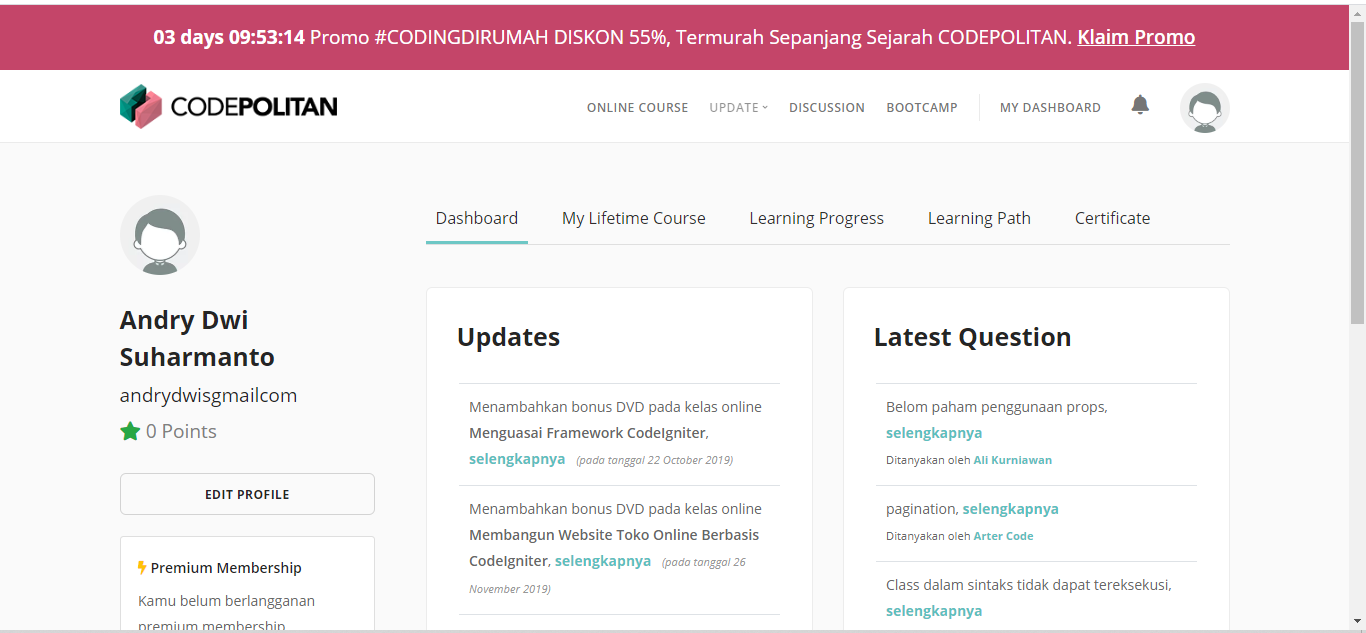 03 days 09:53:14 Promo #CODINGDIRUMAH DISKON 55%, Termurah Sepanjang Sejarah CODEPOLITAN. Klaim Promo
CODEPOLITAN
ONLINE COURSE UPDATE DISCUSSION BOOTCAMP MY DASHBOARD
Dashboard My Lifetime Course Learning Progress Learning Path Certificate
Andry Dwi
Suharmanto
andrydwisgmailcom
0 Points
EDIT PROFILE
Premium Membership
Kamu belum berlangganan
premium membership
Updates
Menambahkan bonus DVD pada kelas online
Menguasai Framework CodeIgniter,
selengkapnya (pada tanggal 22 October 2019)
Menambahkan bonus DVD pada kelas online
Membangun Website Toko Online Berbasis
CodeIgniter, selengkapnya (pada tanggal 26
November 2019)
Latest Question
Belom paham penggunaan props,
selengkapnya
Ditanyakan oleh Ali Kurniawan
pagination, selengkapnya
Ditanyakan oleh Arter Code
Class dalam sintaks tidak dapat tereksekusi,
selengkapnya